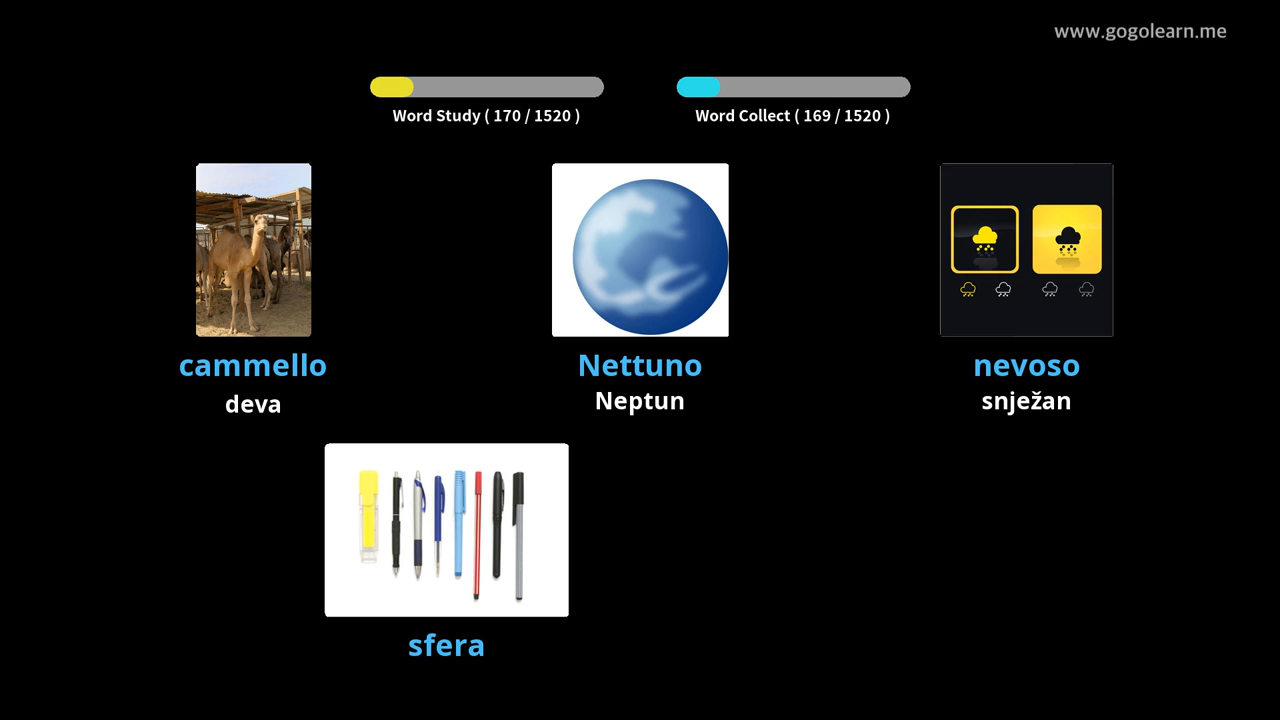 www.gogolearn.me
Word Study ( 170 / 1520 )
Word Collect ( 169 / 1520 )
cammello
deva
Nettuno
Neptun
nevoso
snježan
sfera